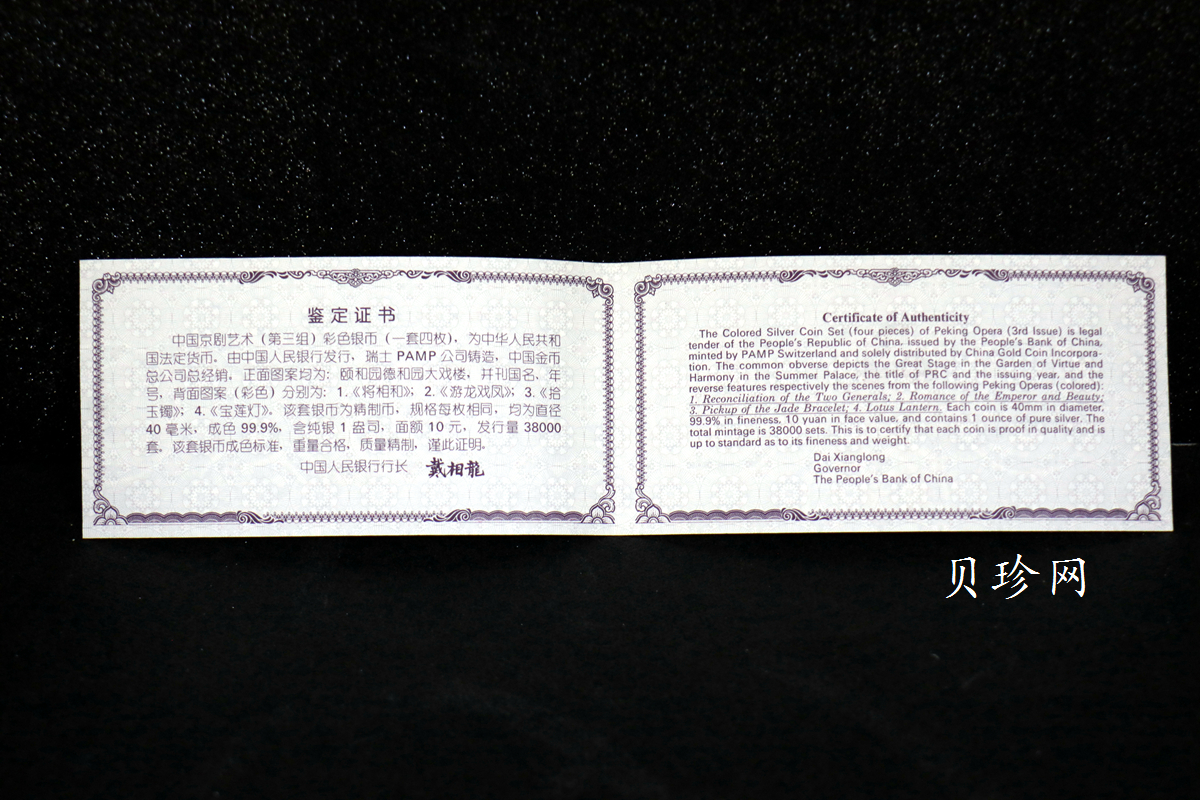 鉴定证书
中国京剧艺术（第三组）彩色银币（一套四枚），为中华人民共和
国法定货币，由中国人民银行发行，瑞士 PAMP 公司铸造，中国金币
总公司总经销，正面图案均为：颐和园德和园大戏楼，并刊国名、年
号，背面图案（彩色）分别为：1.《将相和》；2.《游龙戏凤》；3.《拾
玉镯》；4.《宝莲灯》。该套银币为精制币，规格每枚相同，均为直径
40 毫米，成色 99.9%，含纯银 1 盎司，面额 10 元，发行量 38000
套，该套银币成色标准，重量合格，质量精制，谨此证明。
中国人民银行行长 戴相龍
Certificate of Authenticity
The Colored Silver Coin Set (four pieces) of Peking Opera (3rd Issue) is legal
tender of the People's Republic of China, issued by the People's Bank of China,
minted by PAMP Switzerland and solely distributed by China Gold Coin Incorpora-
tion. The common obverse depicts the Great Stage in the Garden of Virtue and
Harmony in the Summer Palace, the title of PRC and the issuing year, and the
reverse features respectively the scenes from the following Peking Operas (colored):
1. Reconciliation of the Two Generals; 2. Romance of the Emperor and Beauty;
3. Pickup of the Jade Bracelet; 4. Lotus Lantern. Each coin is 40mm in diameter,
99.9% in fineness, 10 yuan in face value, and contains 1 ounce of pure silver. The
total mintage is 38000 sets. This is to certify that each coin is proof in quality and is
up to standard as to its fineness and weight.
Dai Xianglong
Governor
The People's Bank of China
贝珍网